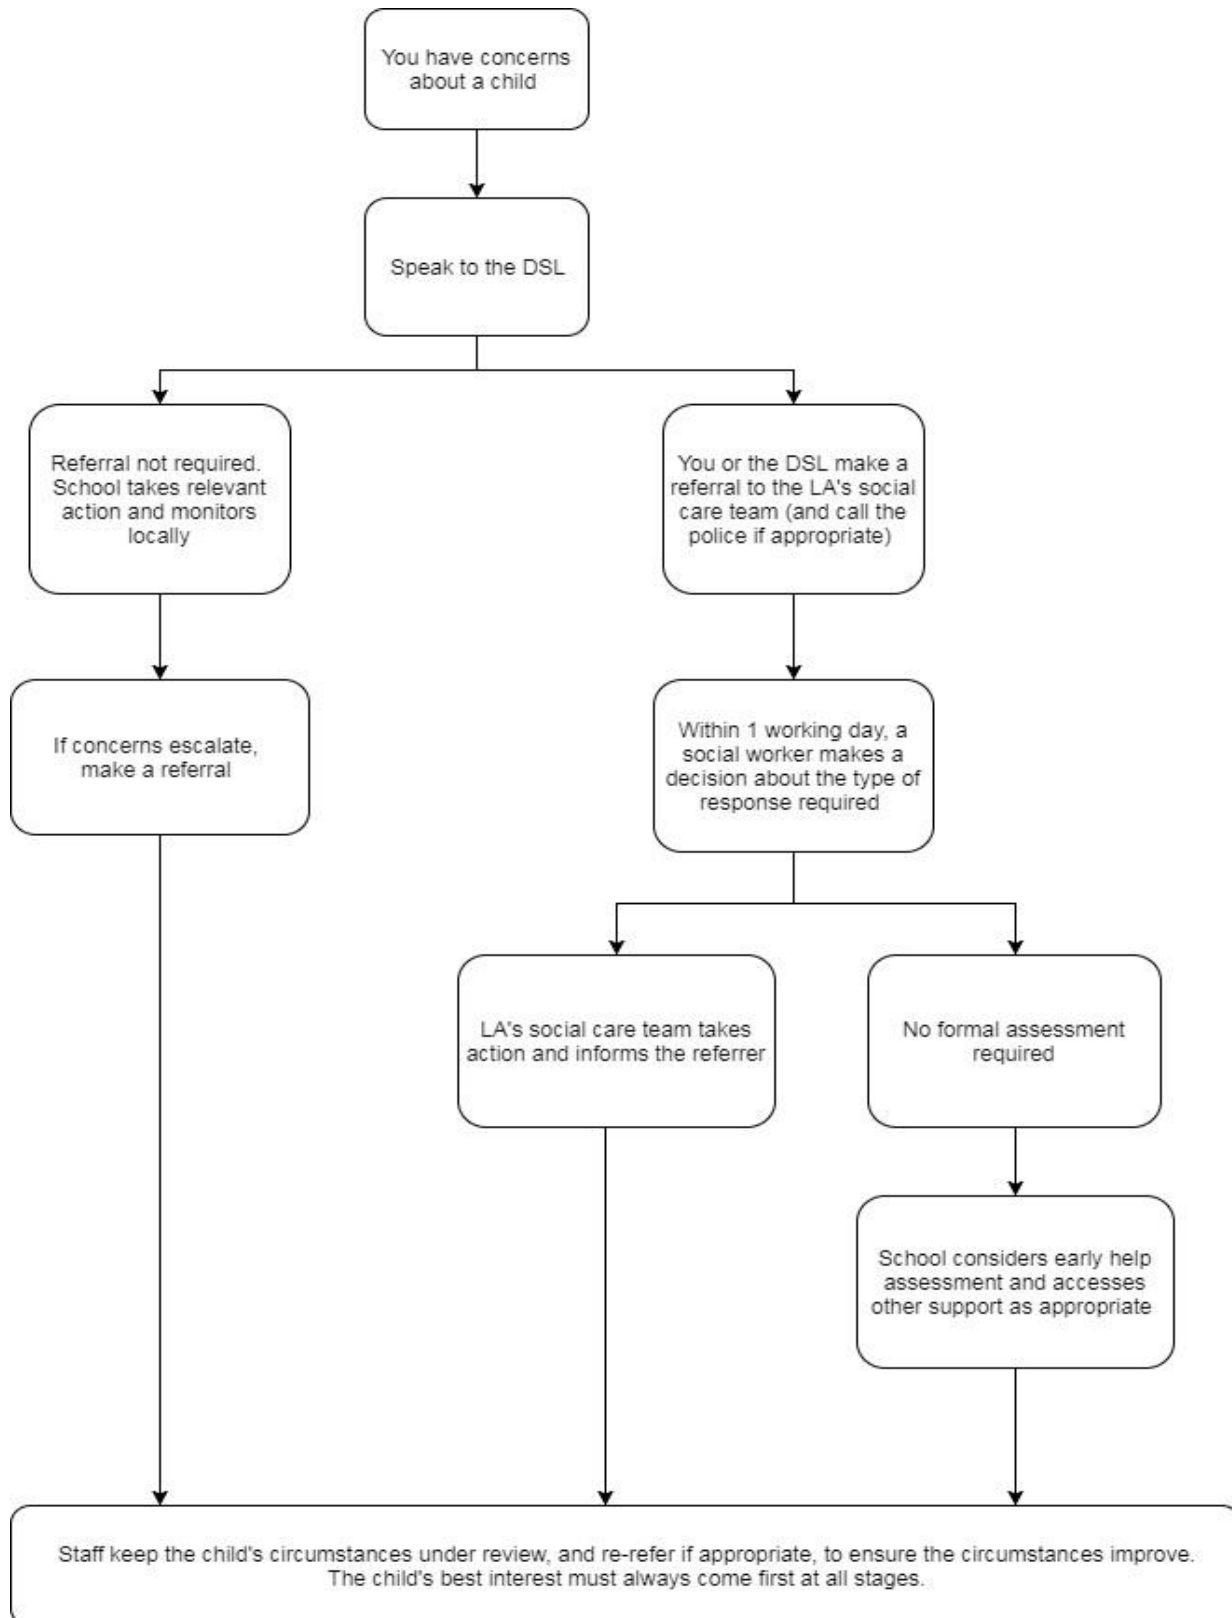 You have concerns
about a child
Speak to the DSL
Referral not required.
School takes relevant
action and monitors
locally
You or the DSL make a
referral to the LA's social
care team (and call the
police if appropriate)
If concerns escalate,
make a referral
Within 1 working day, a
social worker makes a
decision about the type of
response required
LA's social care team takes
action and informs the referrer
No formal assessment
required
School considers early help
assessment and accesses
other support as appropriate
Staff keep the child's circumstances under review, and re-refer if appropriate, to ensure the circumstances improve.
The child's best interest must always come first at all stages.